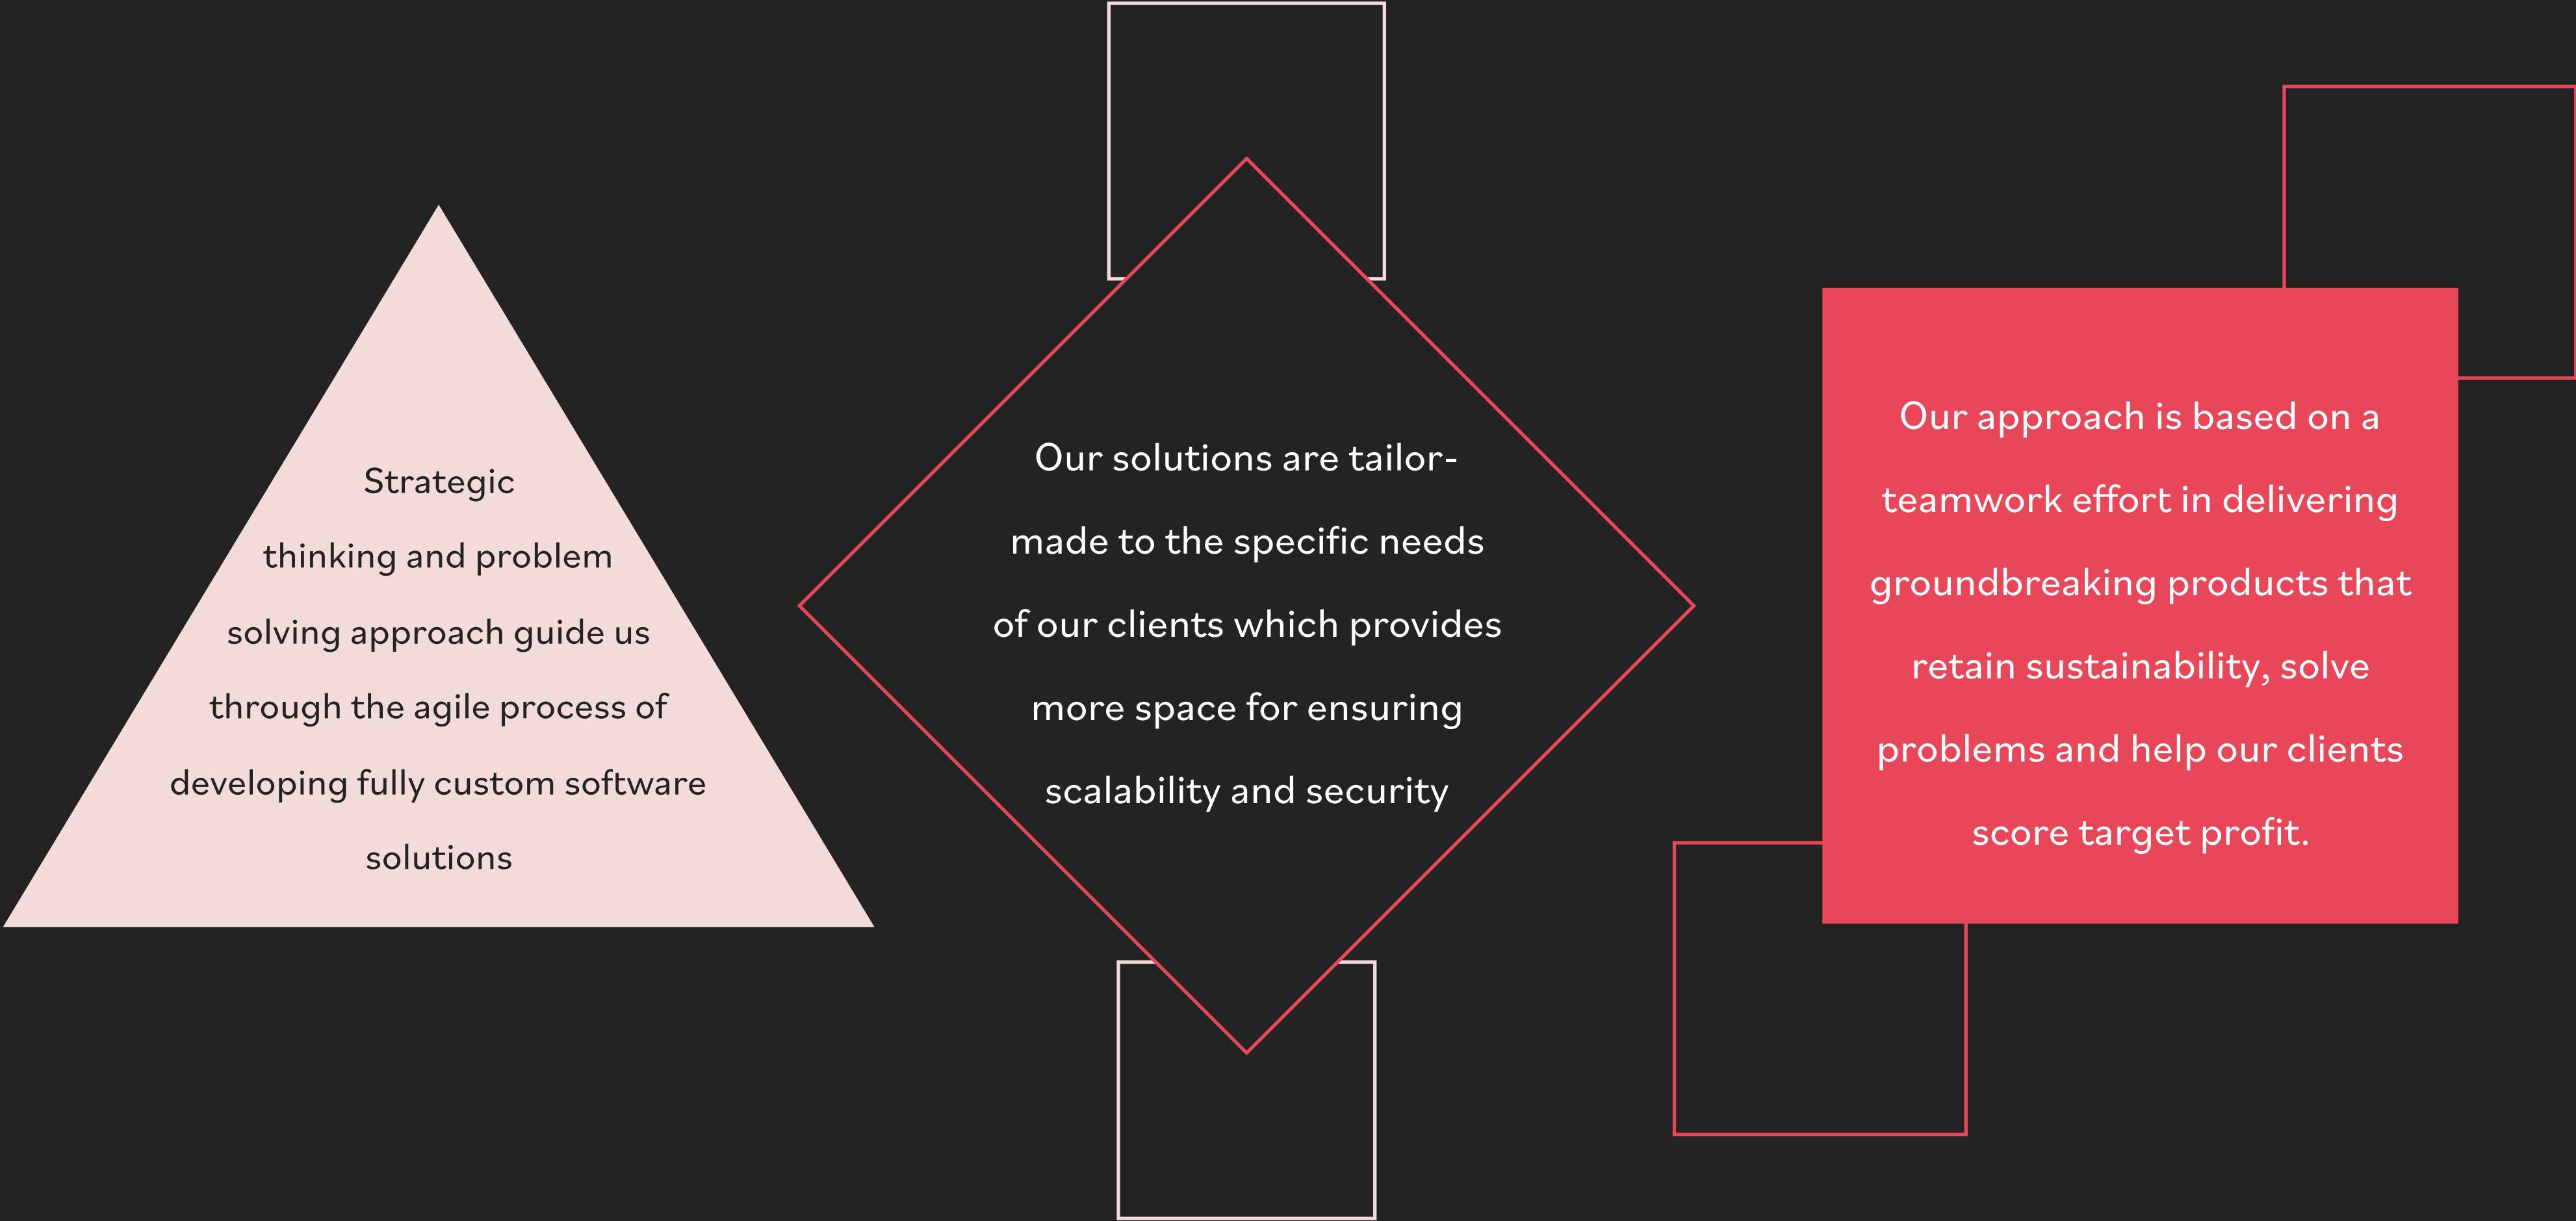 Strategic
thinking and problem
solving approach guide us
through the agile process of
developing fully custom software
solutions
Our solutions are tailor-
made to the specific needs
of our clients which provides
more space for ensuring
scalability and security
Our approach is based on a
teamwork effort in delivering
groundbreaking products that
retain sustainability, solve
problems and help our clients
score target profit.